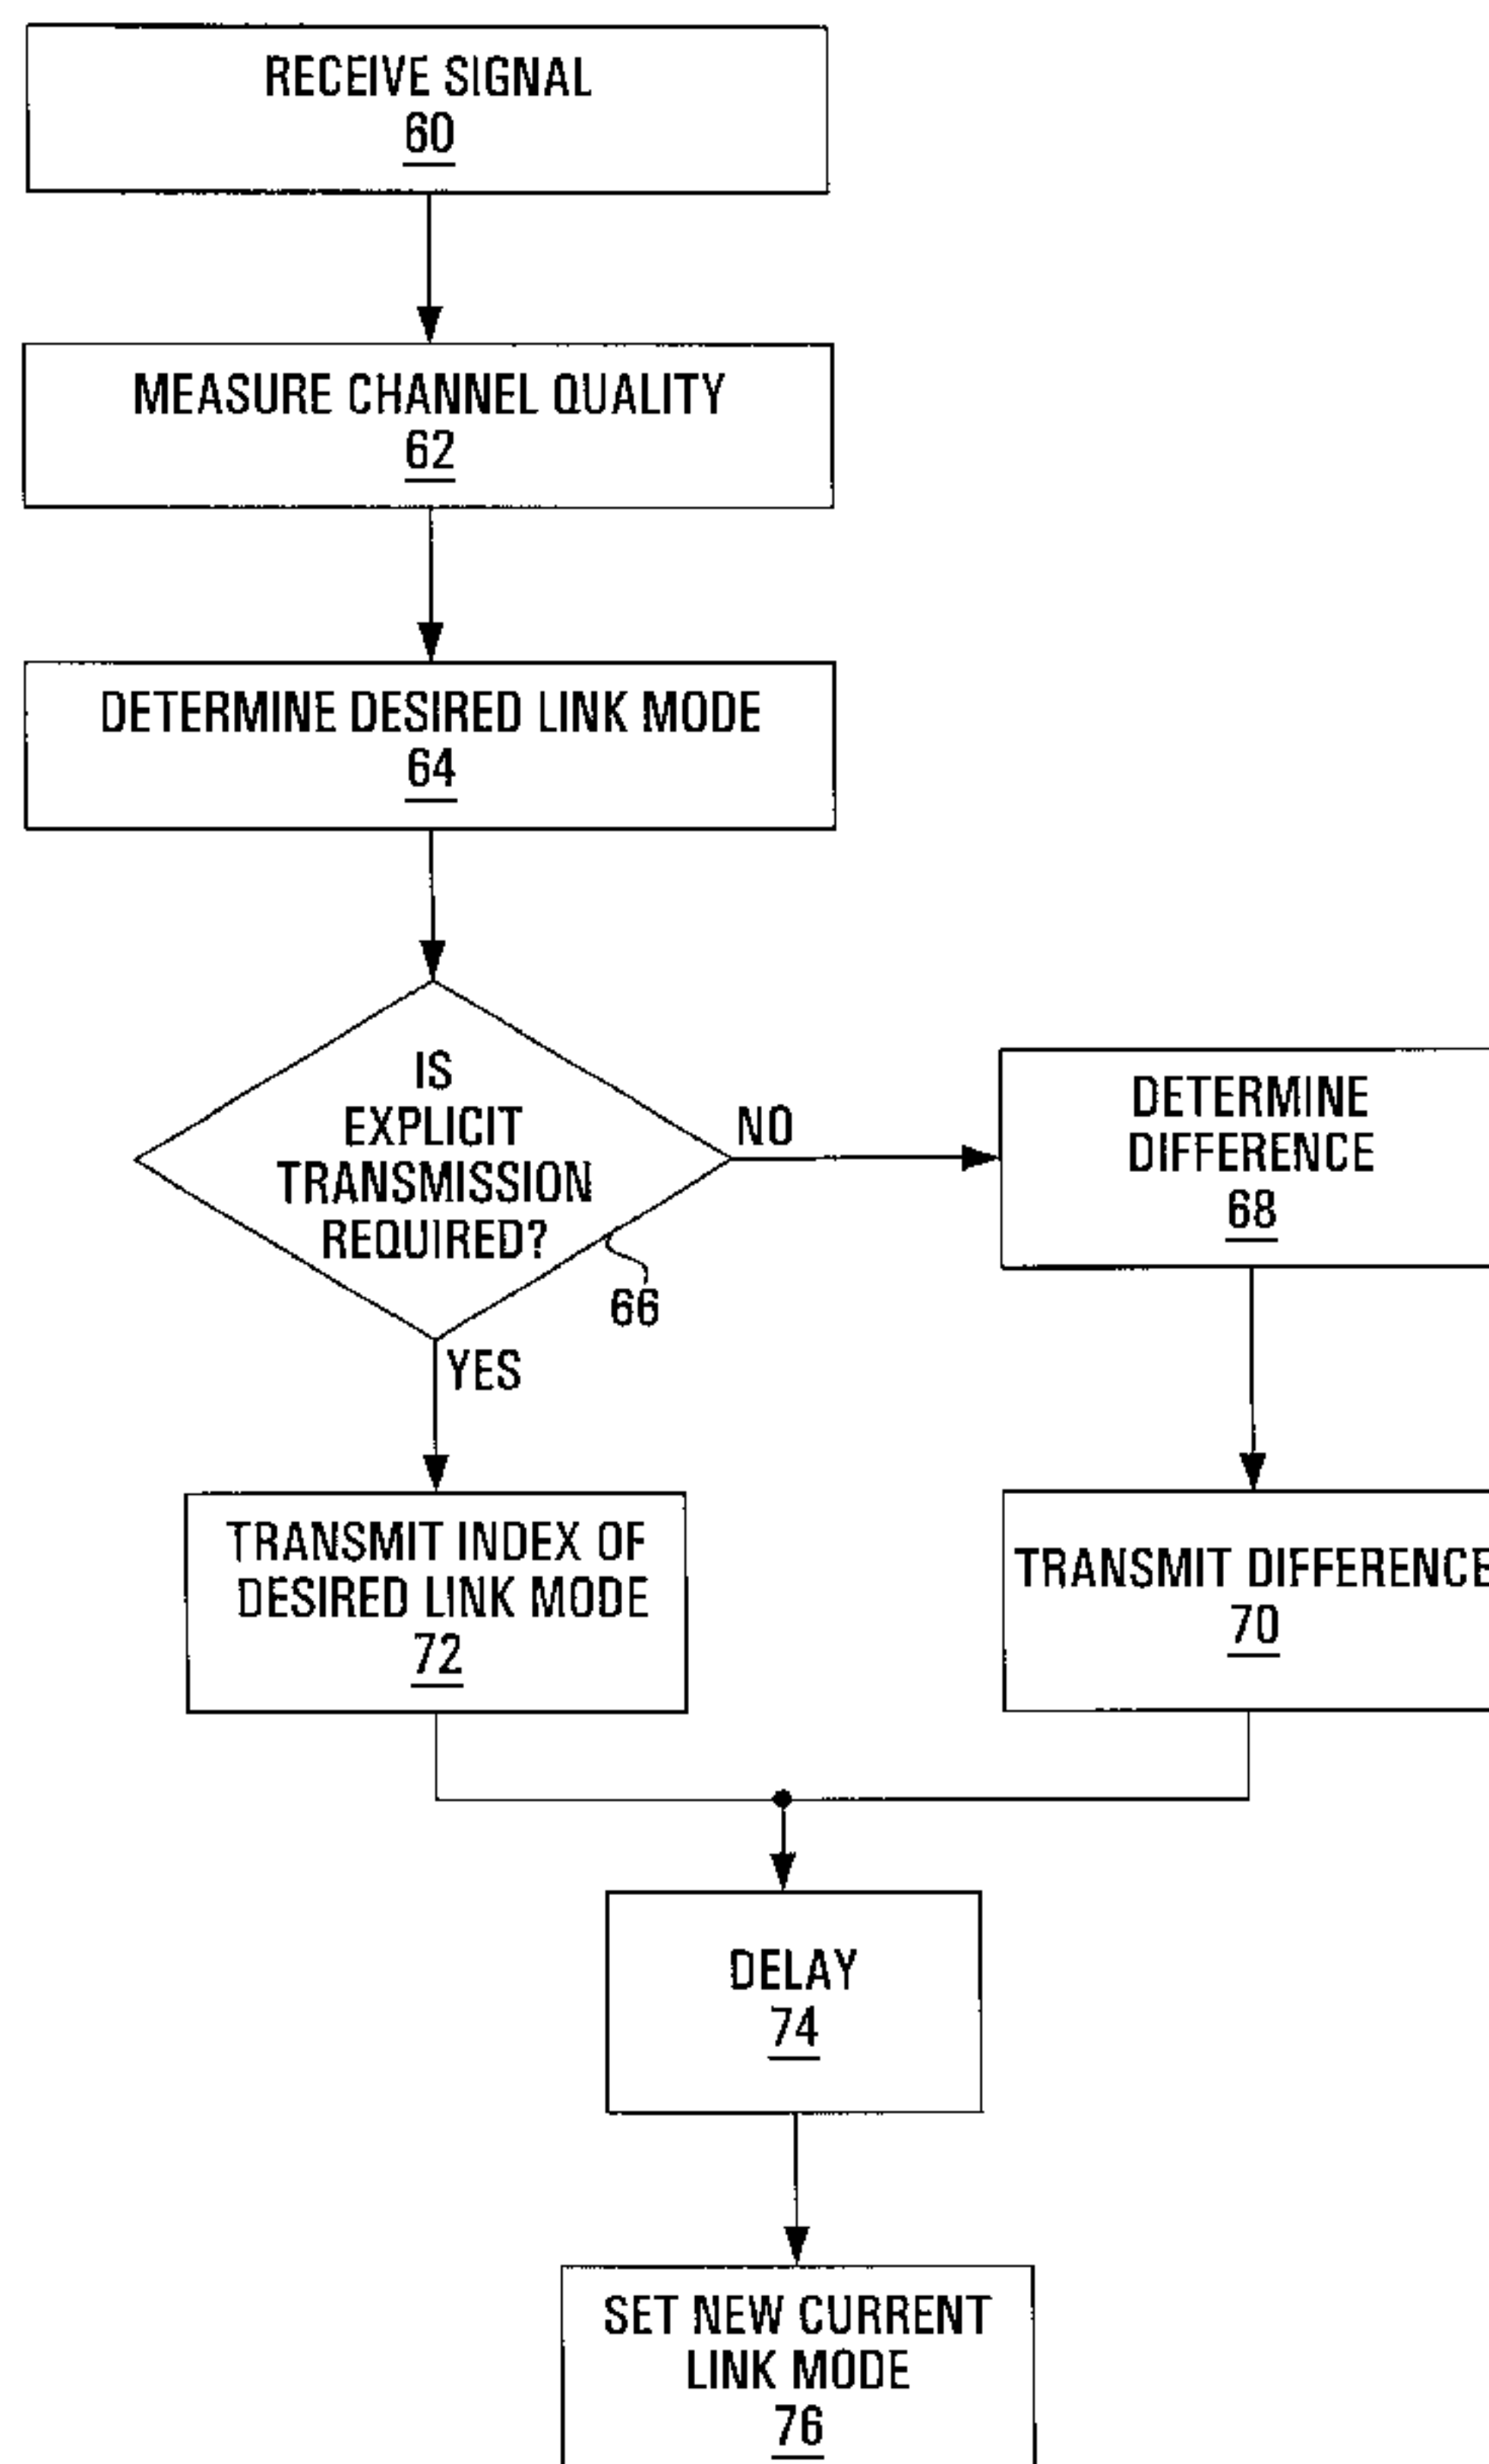 RECEIVE SIGNAL
60
MEASURE CHANNEL QUALITY
62
DETERMINE DESIRED LINK MODE
64
IS
EXPLICIT
TRANSMISSION
REQUIRED?
66
NO
YES
DETERMINE
DIFFERENCE
68
TRANSMIT INDEX OF
DESIRED LINK MODE
72
TRANSMIT DIFFERENCE
70
DELAY
74
SET NEW CURRENT
LINK MODE
76